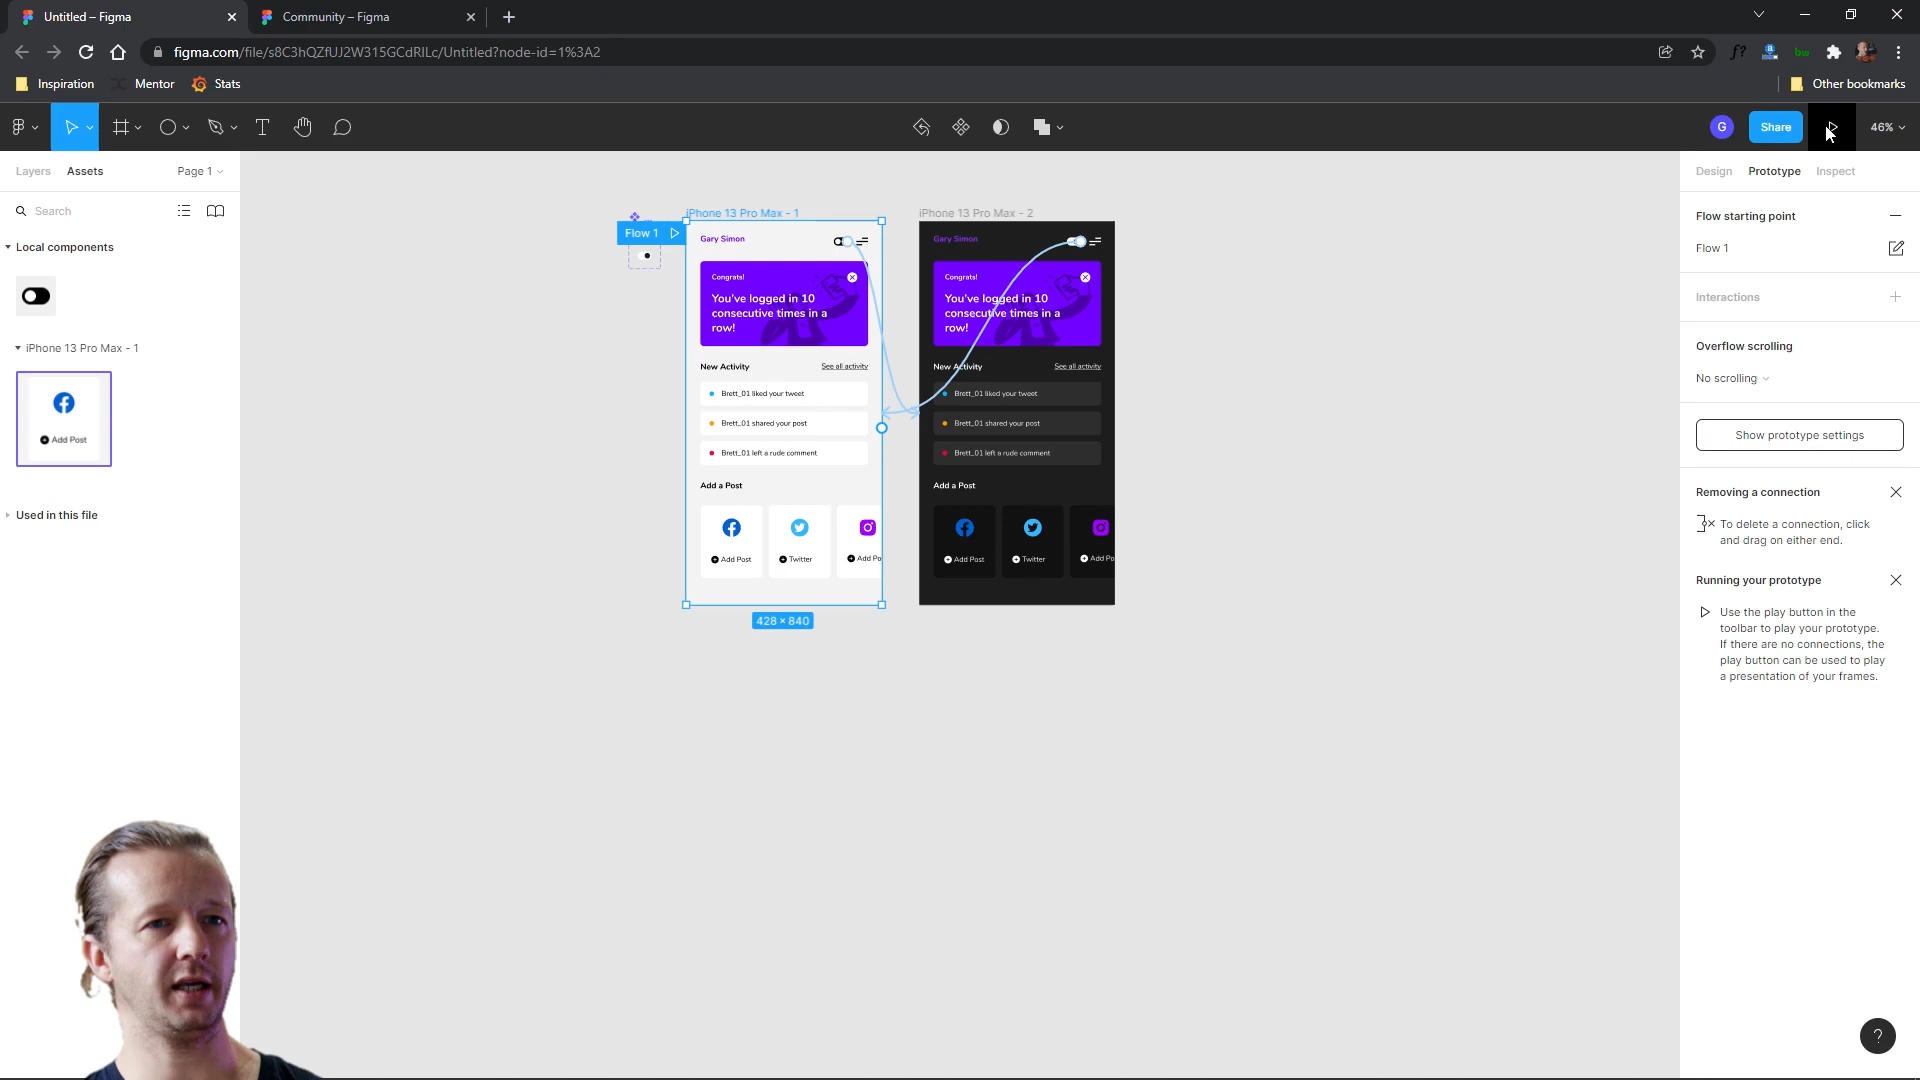 Untitled – Figma
Community – Figma
figma.com/file/s8C3hQZfUJ2W315GCdRILc/Untitled?node-id=1%3A2
f?
bw
Inspiration
Mentor
Stats
Other bookmarks
G
Share
46%
Layers
Assets
Page 1
Search
Local components
iPhone 13 Pro Max - 1
Add Post
Used in this file
iPhone 13 Pro Max - 1
Flow 1
Gary Simon
Congrats!
You've logged in 10
consecutive times in a
row!
New Activity
See all activity
Brett_01 liked your tweet
Brett_01 shared your post
Brett_01 left a rude comment
Add a Post
Add Post
Twitter
Add Po
428 × 840
iPhone 13 Pro Max - 2
Gary Simon
Congrats!
You've logged in 10
consecutive times in a
row!
New Activity
See all activity
Brett_01 liked your tweet
Brett_01 shared your post
Brett_01 left a rude comment
Add a Post
Add Post
Twitter
Add Po
Design
Prototype
Inspect
Flow starting point
Flow 1
Interactions
Overflow scrolling
No scrolling
Show prototype settings
Removing a connection
To delete a connection, click
and drag on either end.
Running your prototype
Use the play button in the
toolbar to play your prototype.
If there are no connections, the
play button can be used to play
a presentation of your frames.
?